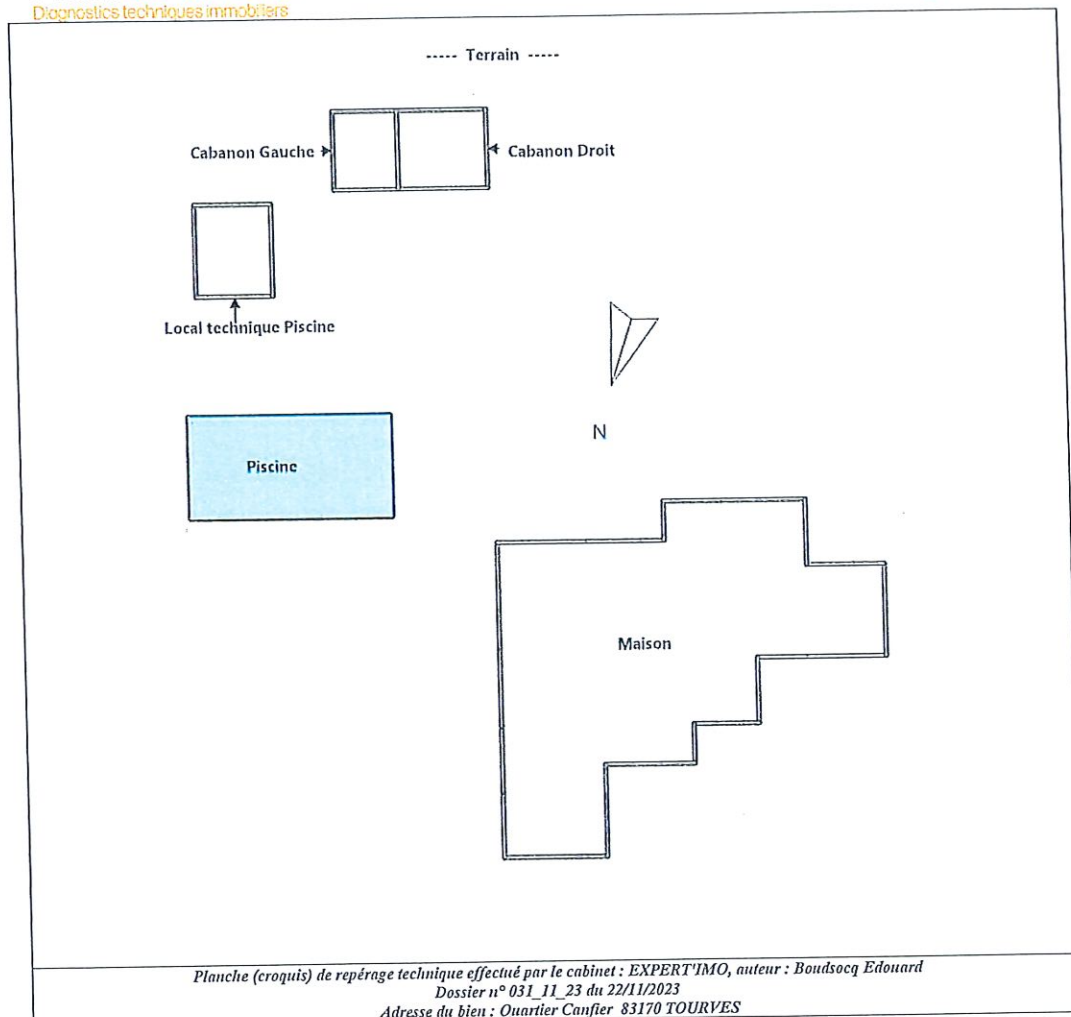 Diagnostics techniques immobiliers
----- Terrain -----
Cabanon Gauche
Cabanon Droit
Local technique Piscine
N
Piscine
Maison
Planche (croquis) de repérage technique effectué par le cabinet : EXPERT'IMO, auteur : Boudsocq Edouard
Dossier n° 031_11_23 du 22/11/2023
Adresse du bien : Quartier Canfier 83170 TOURVES